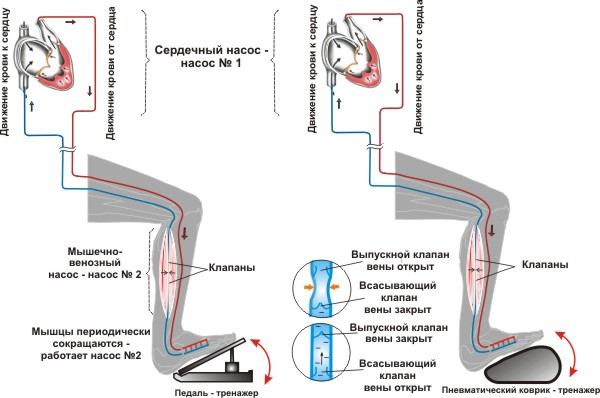 Движение крови к сердцу
Движение крови от сердца
Сердечный насос -
насос № 1
Движение крови к сердцу
Движение крови от сердца
Мышечно-
венозный
насос - насос № 2
Клапаны
Мышцы периодически
сокращаются -
работает насос №2
Педаль - тренажер
Выпускной клапан
вены открыт
Всасывающий
клапан
вены закрыт
Выпускной клапан
вены закрыт
Всасывающий
клапан
вены открыт
Клапаны
Пневматический коврик - тренажер